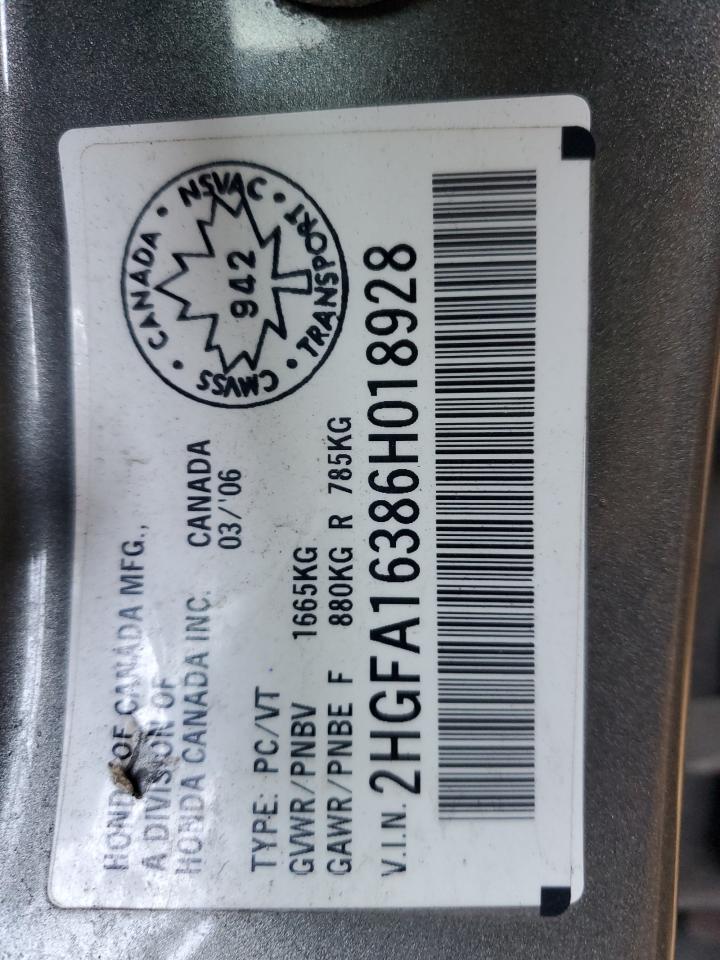 HONDA OF CANADA MFG.,
A DIVISION OF
HONDA CANADA INC. CANADA
03/'06
TYPE: PC/VT
GVWR/PNBV 1665KG
GAWR/PNBE F 880KG R 785KG
V.I.N. 2HGFA16386H018928
CANADA • NSVAC • TRANSPORT • CMVSS •
942